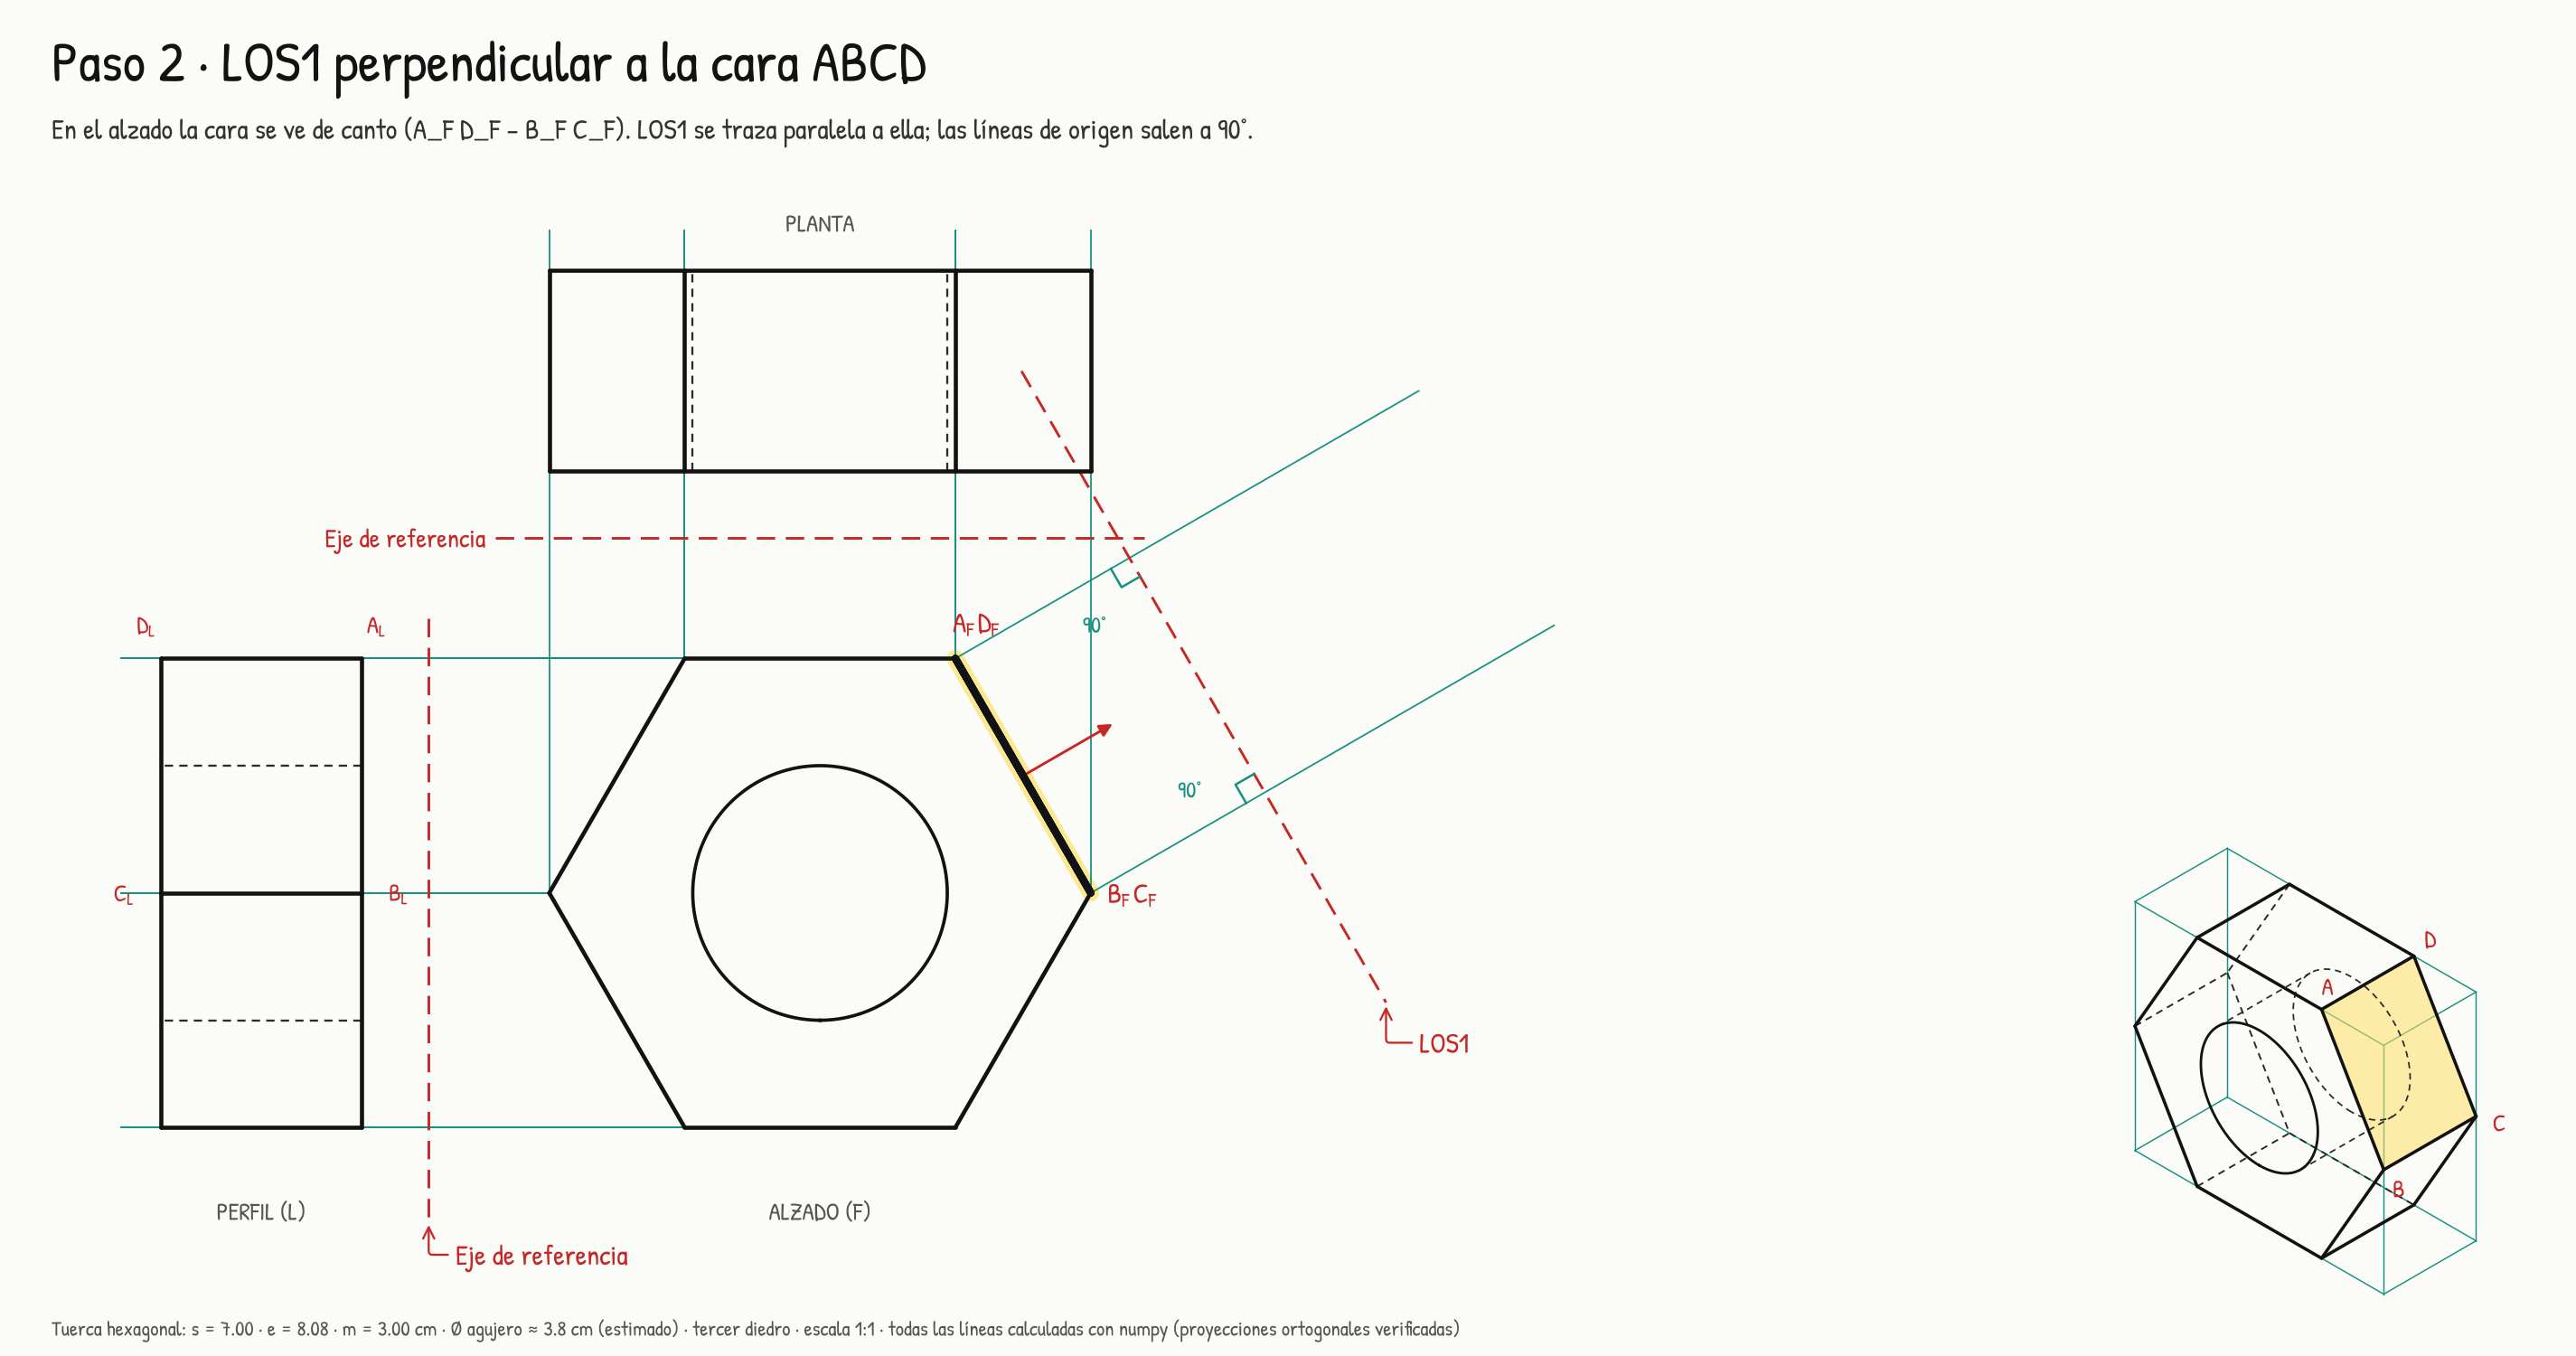 Paso 2 · LOS1 perpendicular a la cara ABCD
En el alzado la cara se ve de canto (A_F D_F – B_F C_F). LOS1 se traza paralela a ella; las líneas de origen salen a 90°.
PLANTA
Eje de referencia
DL
AL
AF DF
90°
90°
CL
BL
BF CF
D
A
LOS1
C
B
PERFIL (L)
ALZADO (F)
Eje de referencia
Tuerca hexagonal: s = 7.00 · e = 8.08 · m = 3.00 cm · Ø agujero ≈ 3.8 cm (estimado) · tercer diedro · escala 1:1 · todas las líneas calculadas con numpy (proyecciones ortogonales verificadas)